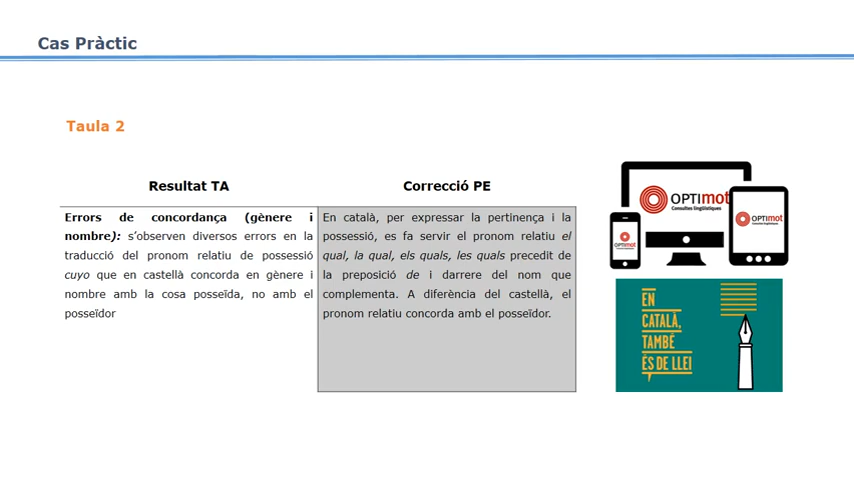 Cas Pràctic
Taula 2
Resultat TA
Correcció PE
Errors de concordança (gènere i
nombre): s’observen diversos errors en la
traducció del pronom relatiu de possessió
cuyo que en castellà concorda en gènere i
nombre amb la cosa posseïda, no amb el
posseïdor
En català, per expressar la pertinença i la
possessió, es fa servir el pronom relatiu el
qual, la qual, els quals, les quals precedit de
la preposició de i darrere del nom que
complementa. A diferència del castellà, el
pronom relatiu concorda amb el posseïdor.
OPTIMOT
Consultes lingüístiques
OPTIMOT
OPTIMOT
EN
CATALÀ,
TAMBÉ
ÉS DE LLEI